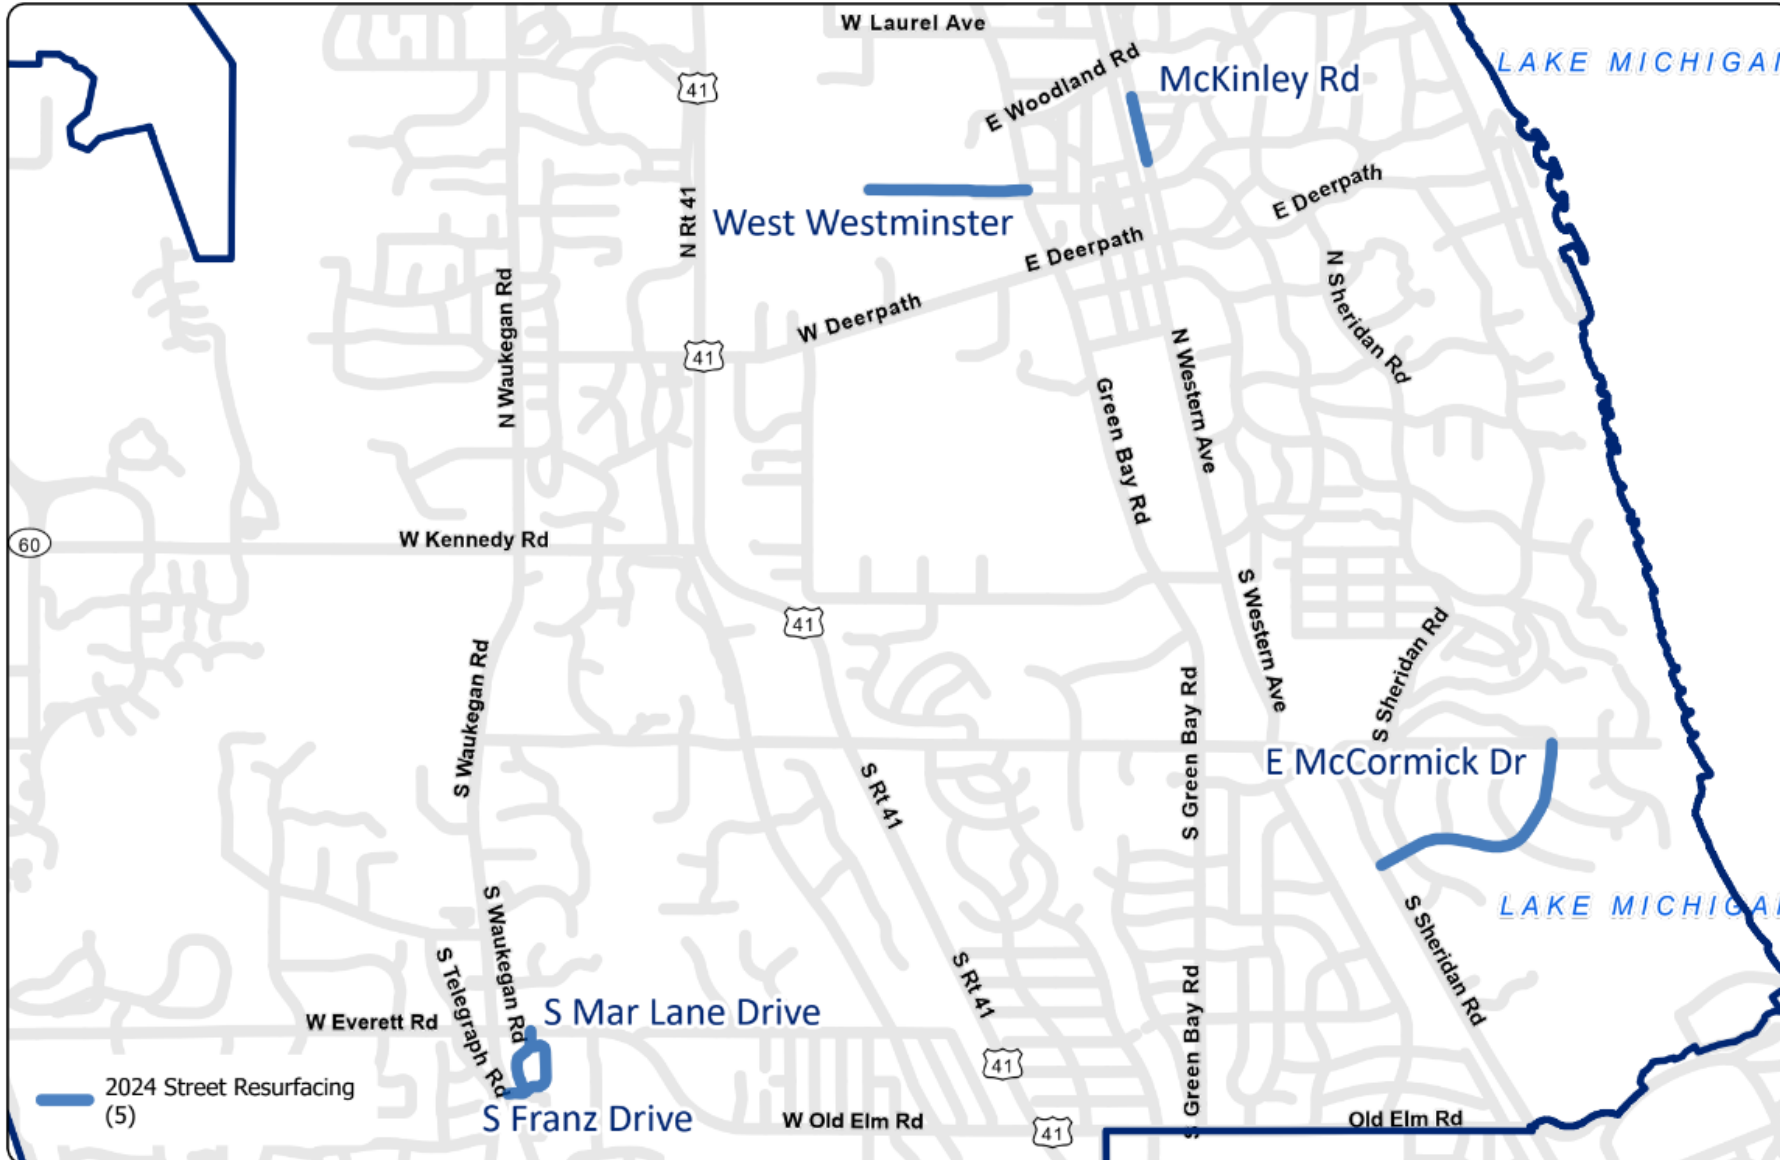 W Laurel Ave
LAKE MICHIGAN
E Woodland Rd
McKinley Rd
41
N Rt 41
West Westminster
E Deerpath
E Deerpath
N Sheridan Rd
N Waukegan Rd
W Deerpath
41
N Western Ave
Green Bay Rd
60
W Kennedy Rd
41
S Western Ave
S Sheridan Rd
S Waukegan Rd
S Green Bay Rd
E McCormick Dr
S Rt 41
S Waukegan Rd
LAKE MICHIGAN
S Sheridan Rd
S Telegraph Rd
S Rt 41
S Green Bay Rd
W Everett Rd
S Mar Lane Drive
41
2024 Street Resurfacing
(5)
S Franz Drive
W Old Elm Rd
41
Old Elm Rd